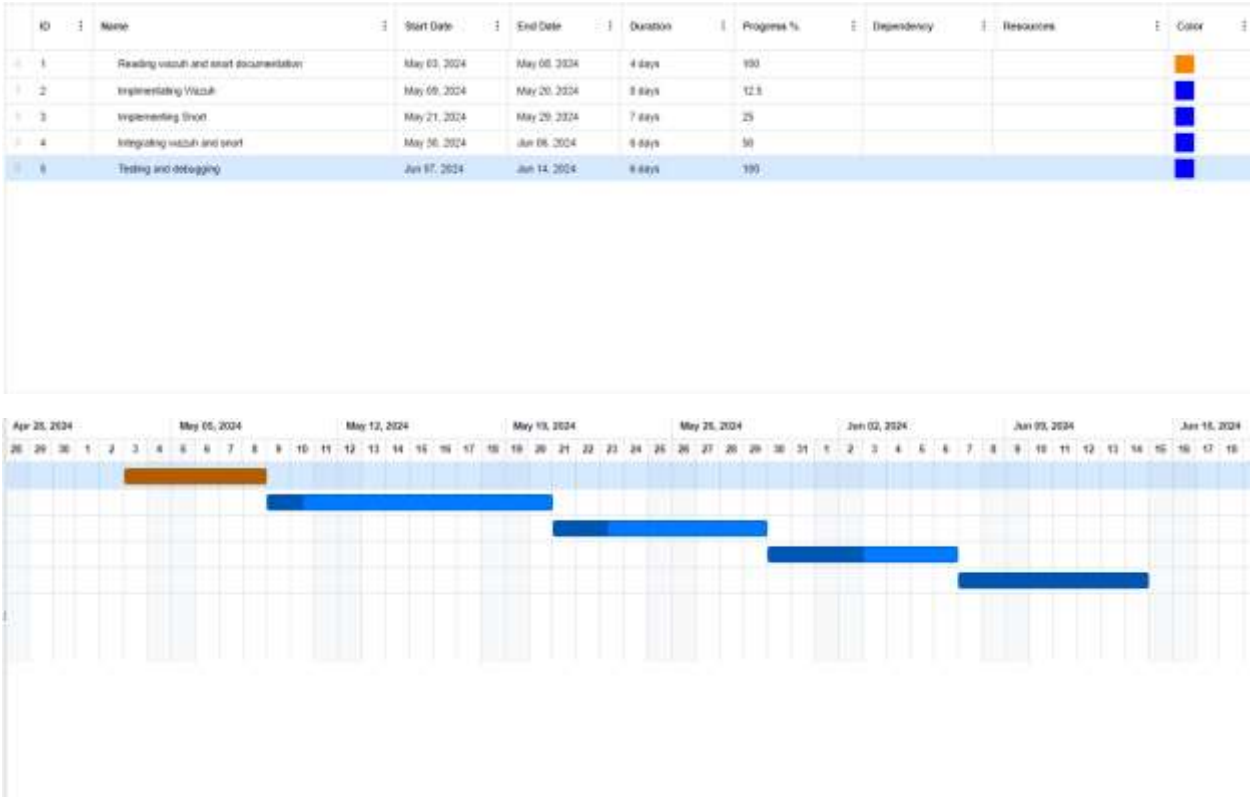 ID Name Start Date End Date Duration Progress % Dependency Resources Color
1 Reading wazuh and snort documentation May 03, 2024 May 08, 2024 4 days 100
2 Implmentating Wazuh May 09, 2024 May 20, 2024 8 days 12.5
3 Implementing Snort May 21, 2024 May 29, 2024 7 days 25
4 Integrating wazuh and snort May 30, 2024 Jun 06, 2024 6 days 50
5 Testing and debugging Jun 07, 2024 Jun 14, 2024 6 days 100
Apr 28, 2024 May 05, 2024 May 12, 2024 May 19, 2024 May 26, 2024 Jun 02, 2024 Jun 09, 2024 Jun 16, 2024
28 29 30 1 2 3 4 5 6 7 8 9 10 11 12 13 14 15 16 17 18 19 20 21 22 23 24 25 26 27 28 29 30 31 1 2 3 4 5 6 7 8 9 10 11 12 13 14 15 16 17 18